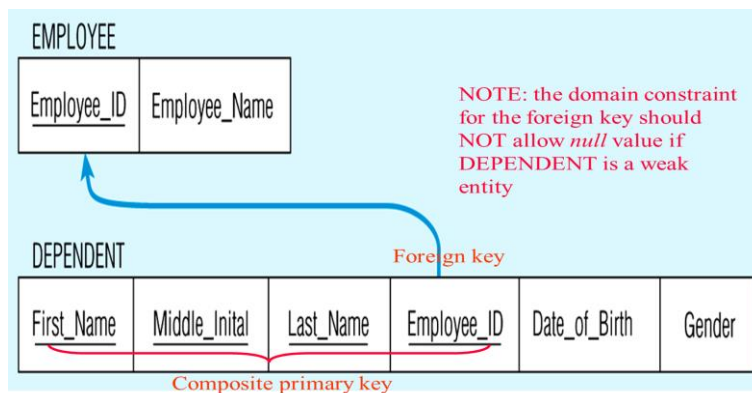 EMPLOYEE
Employee_ID Employee_Name
NOTE: the domain constraint
for the foreign key should
NOT allow null value if
DEPENDENT is a weak
entity
DEPENDENT
Foreign key
First_Name Middle_Inital Last_Name Employee_ID Date_of_Birth Gender
Composite primary key